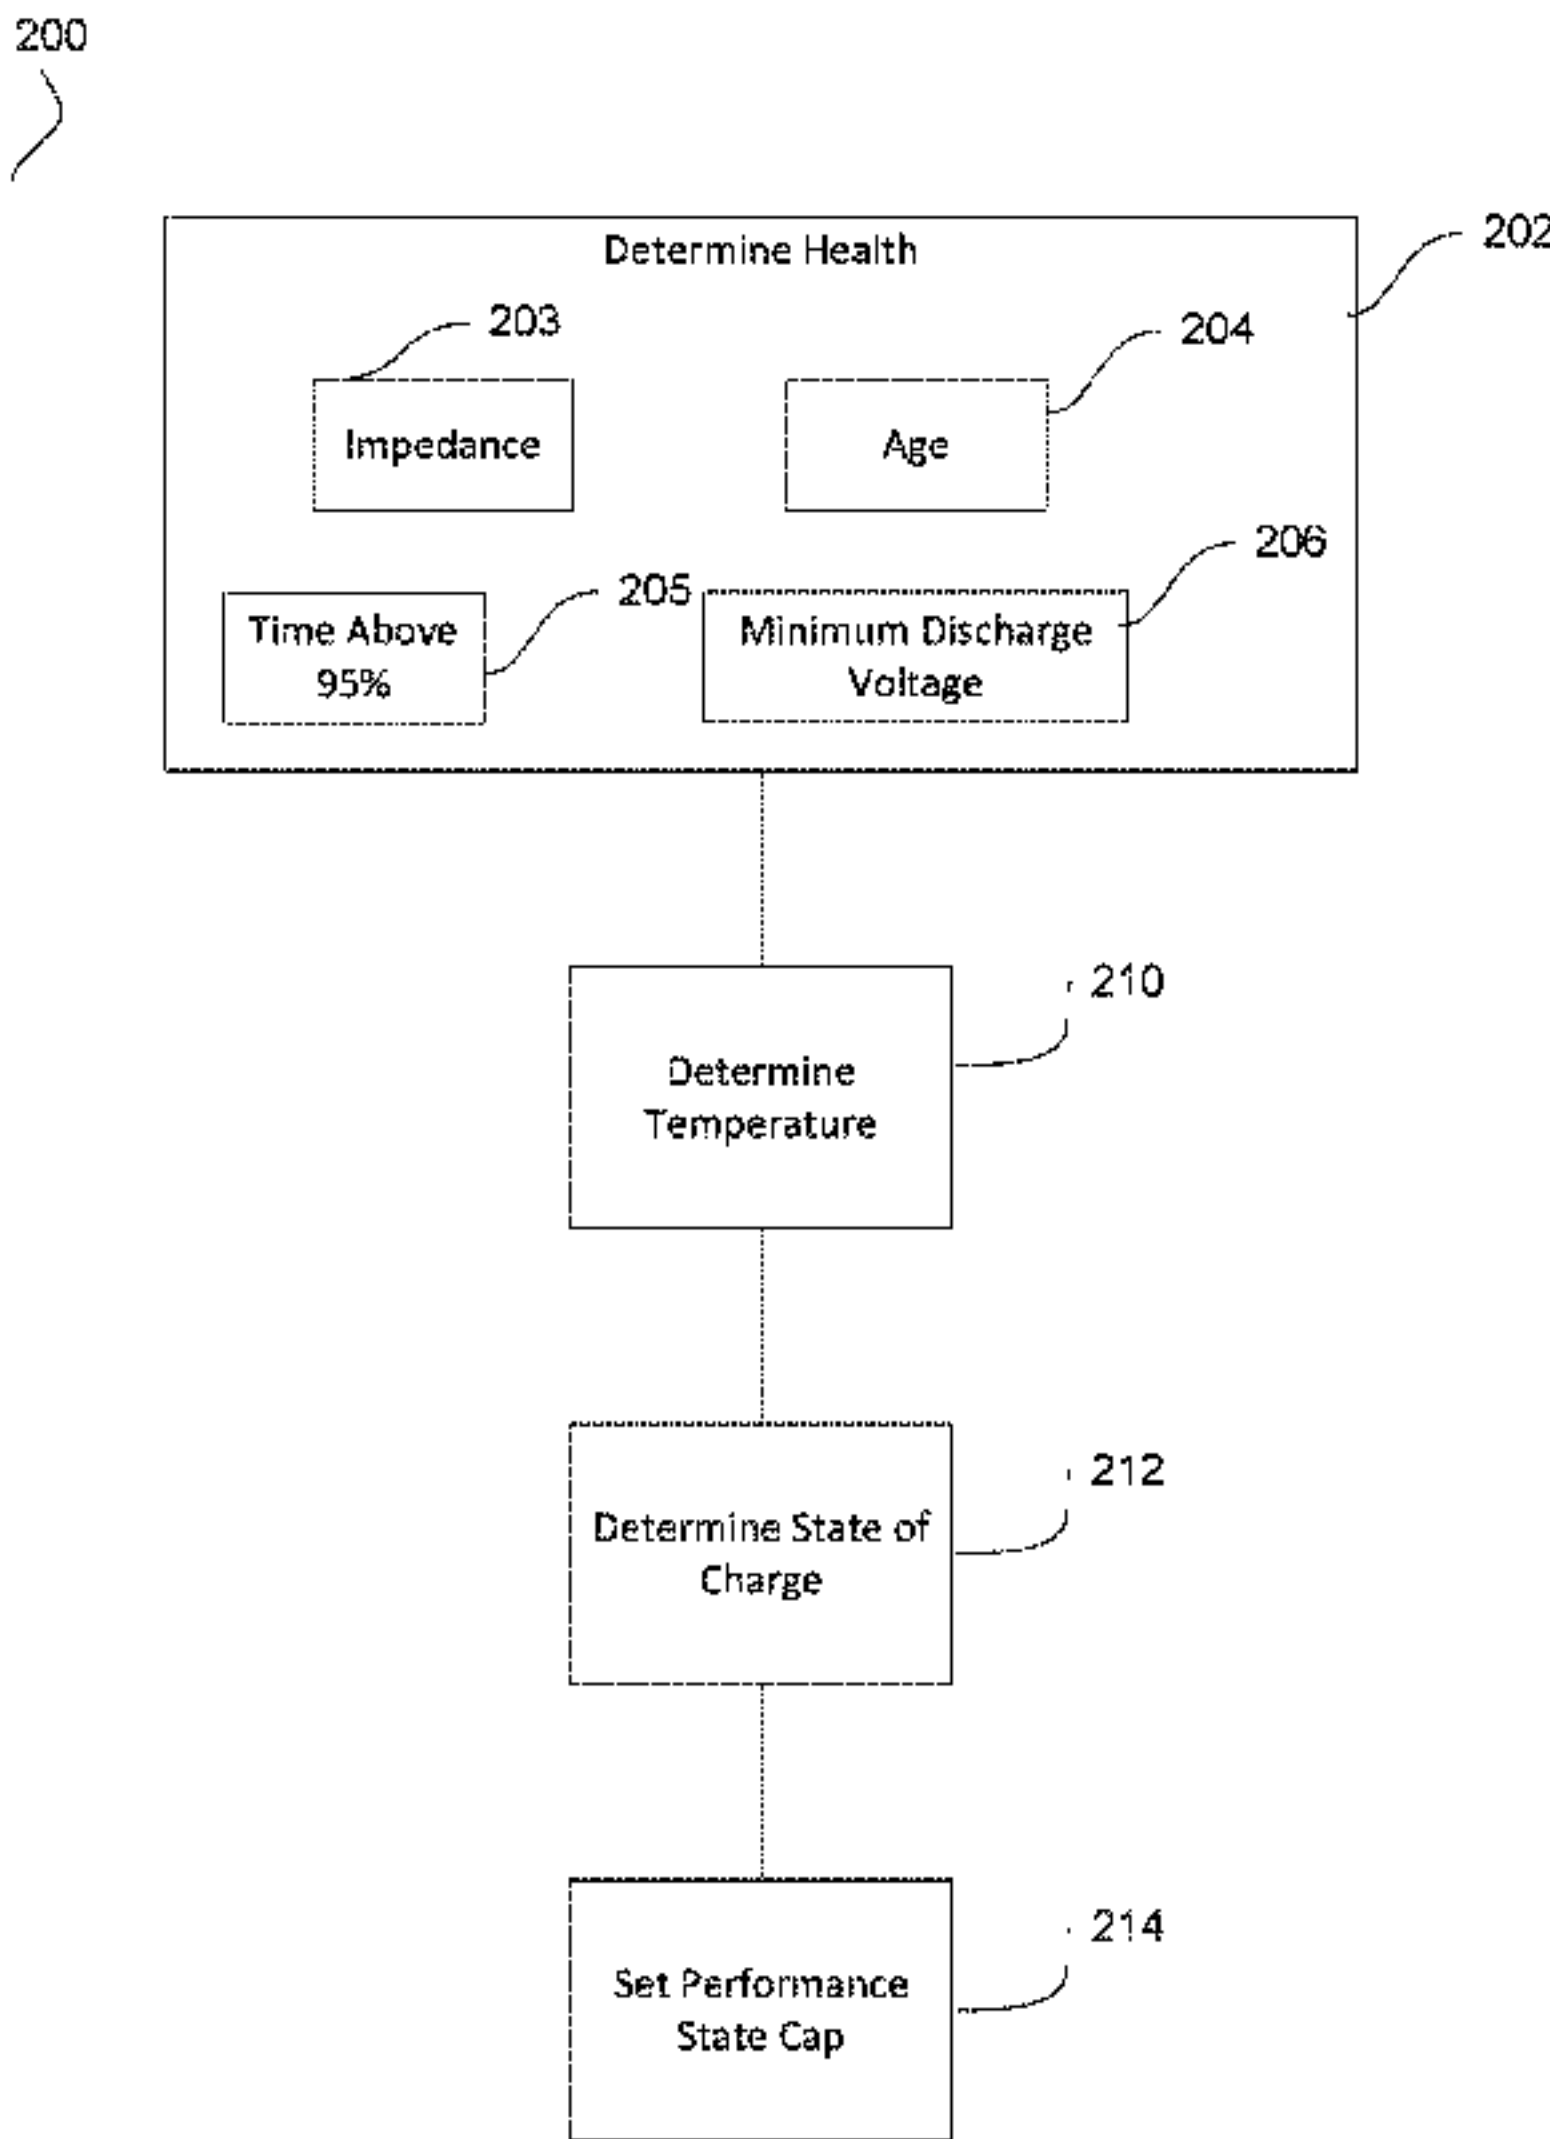 200
Determine Health
202
203
204
Impedance
Age
206
205
Time Above
95%
Minimum Discharge
Voltage
210
Determine
Temperature
212
Determine State of
Charge
214
Set Performance
State Cap